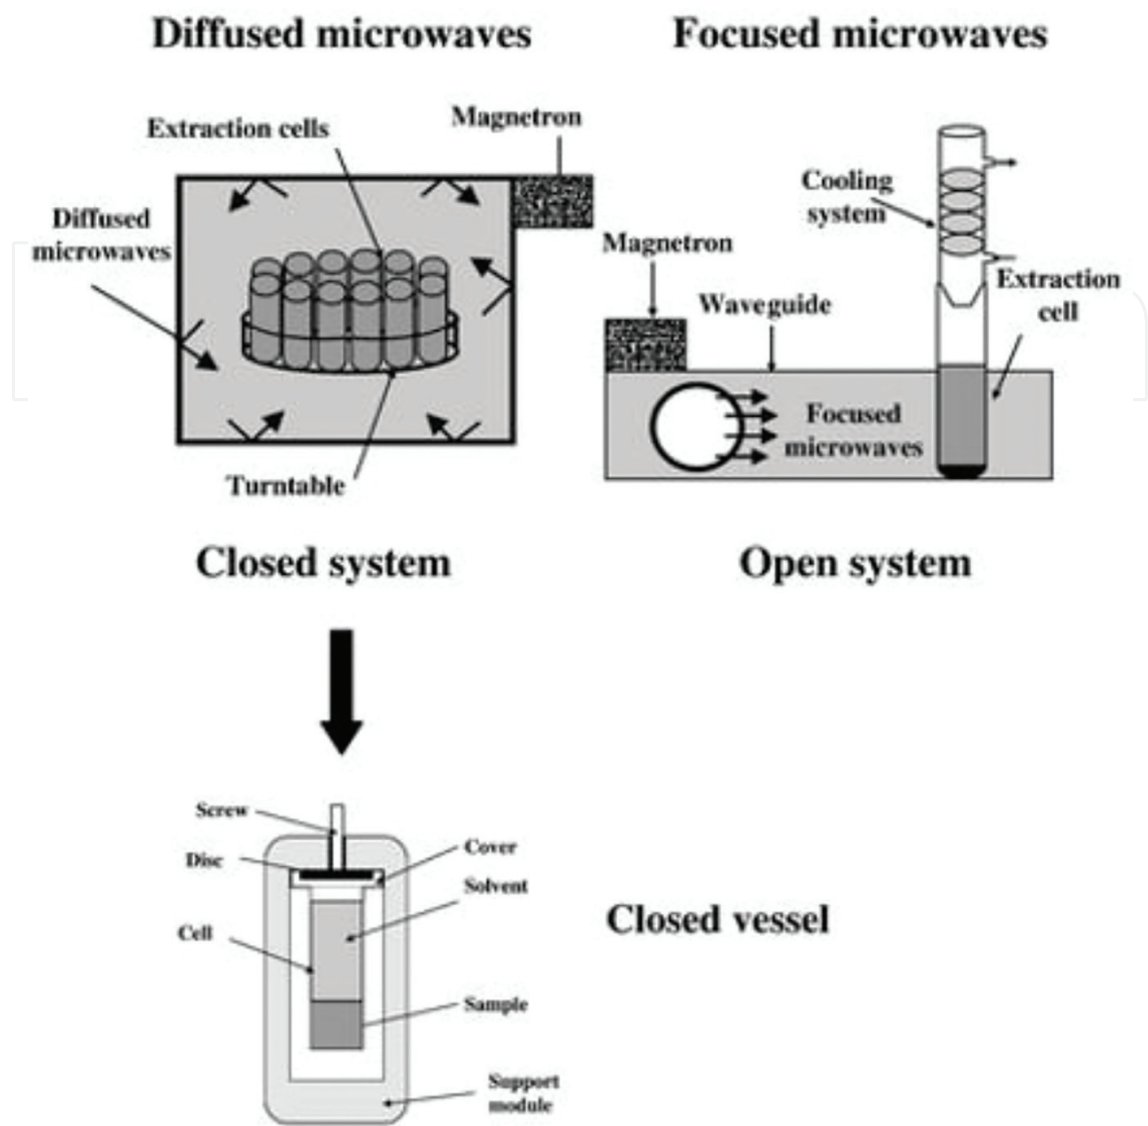 Diffused microwaves
Focused microwaves
Extraction cells
Magnetron
Diffused
microwaves
Turntable
Cooling
system
Magnetron
Waveguide
Extraction
cell
Focused
microwaves
Closed system
Open system
Screw
Disc
Cover
Solvent
Cell
Sample
Support
module
Closed vessel